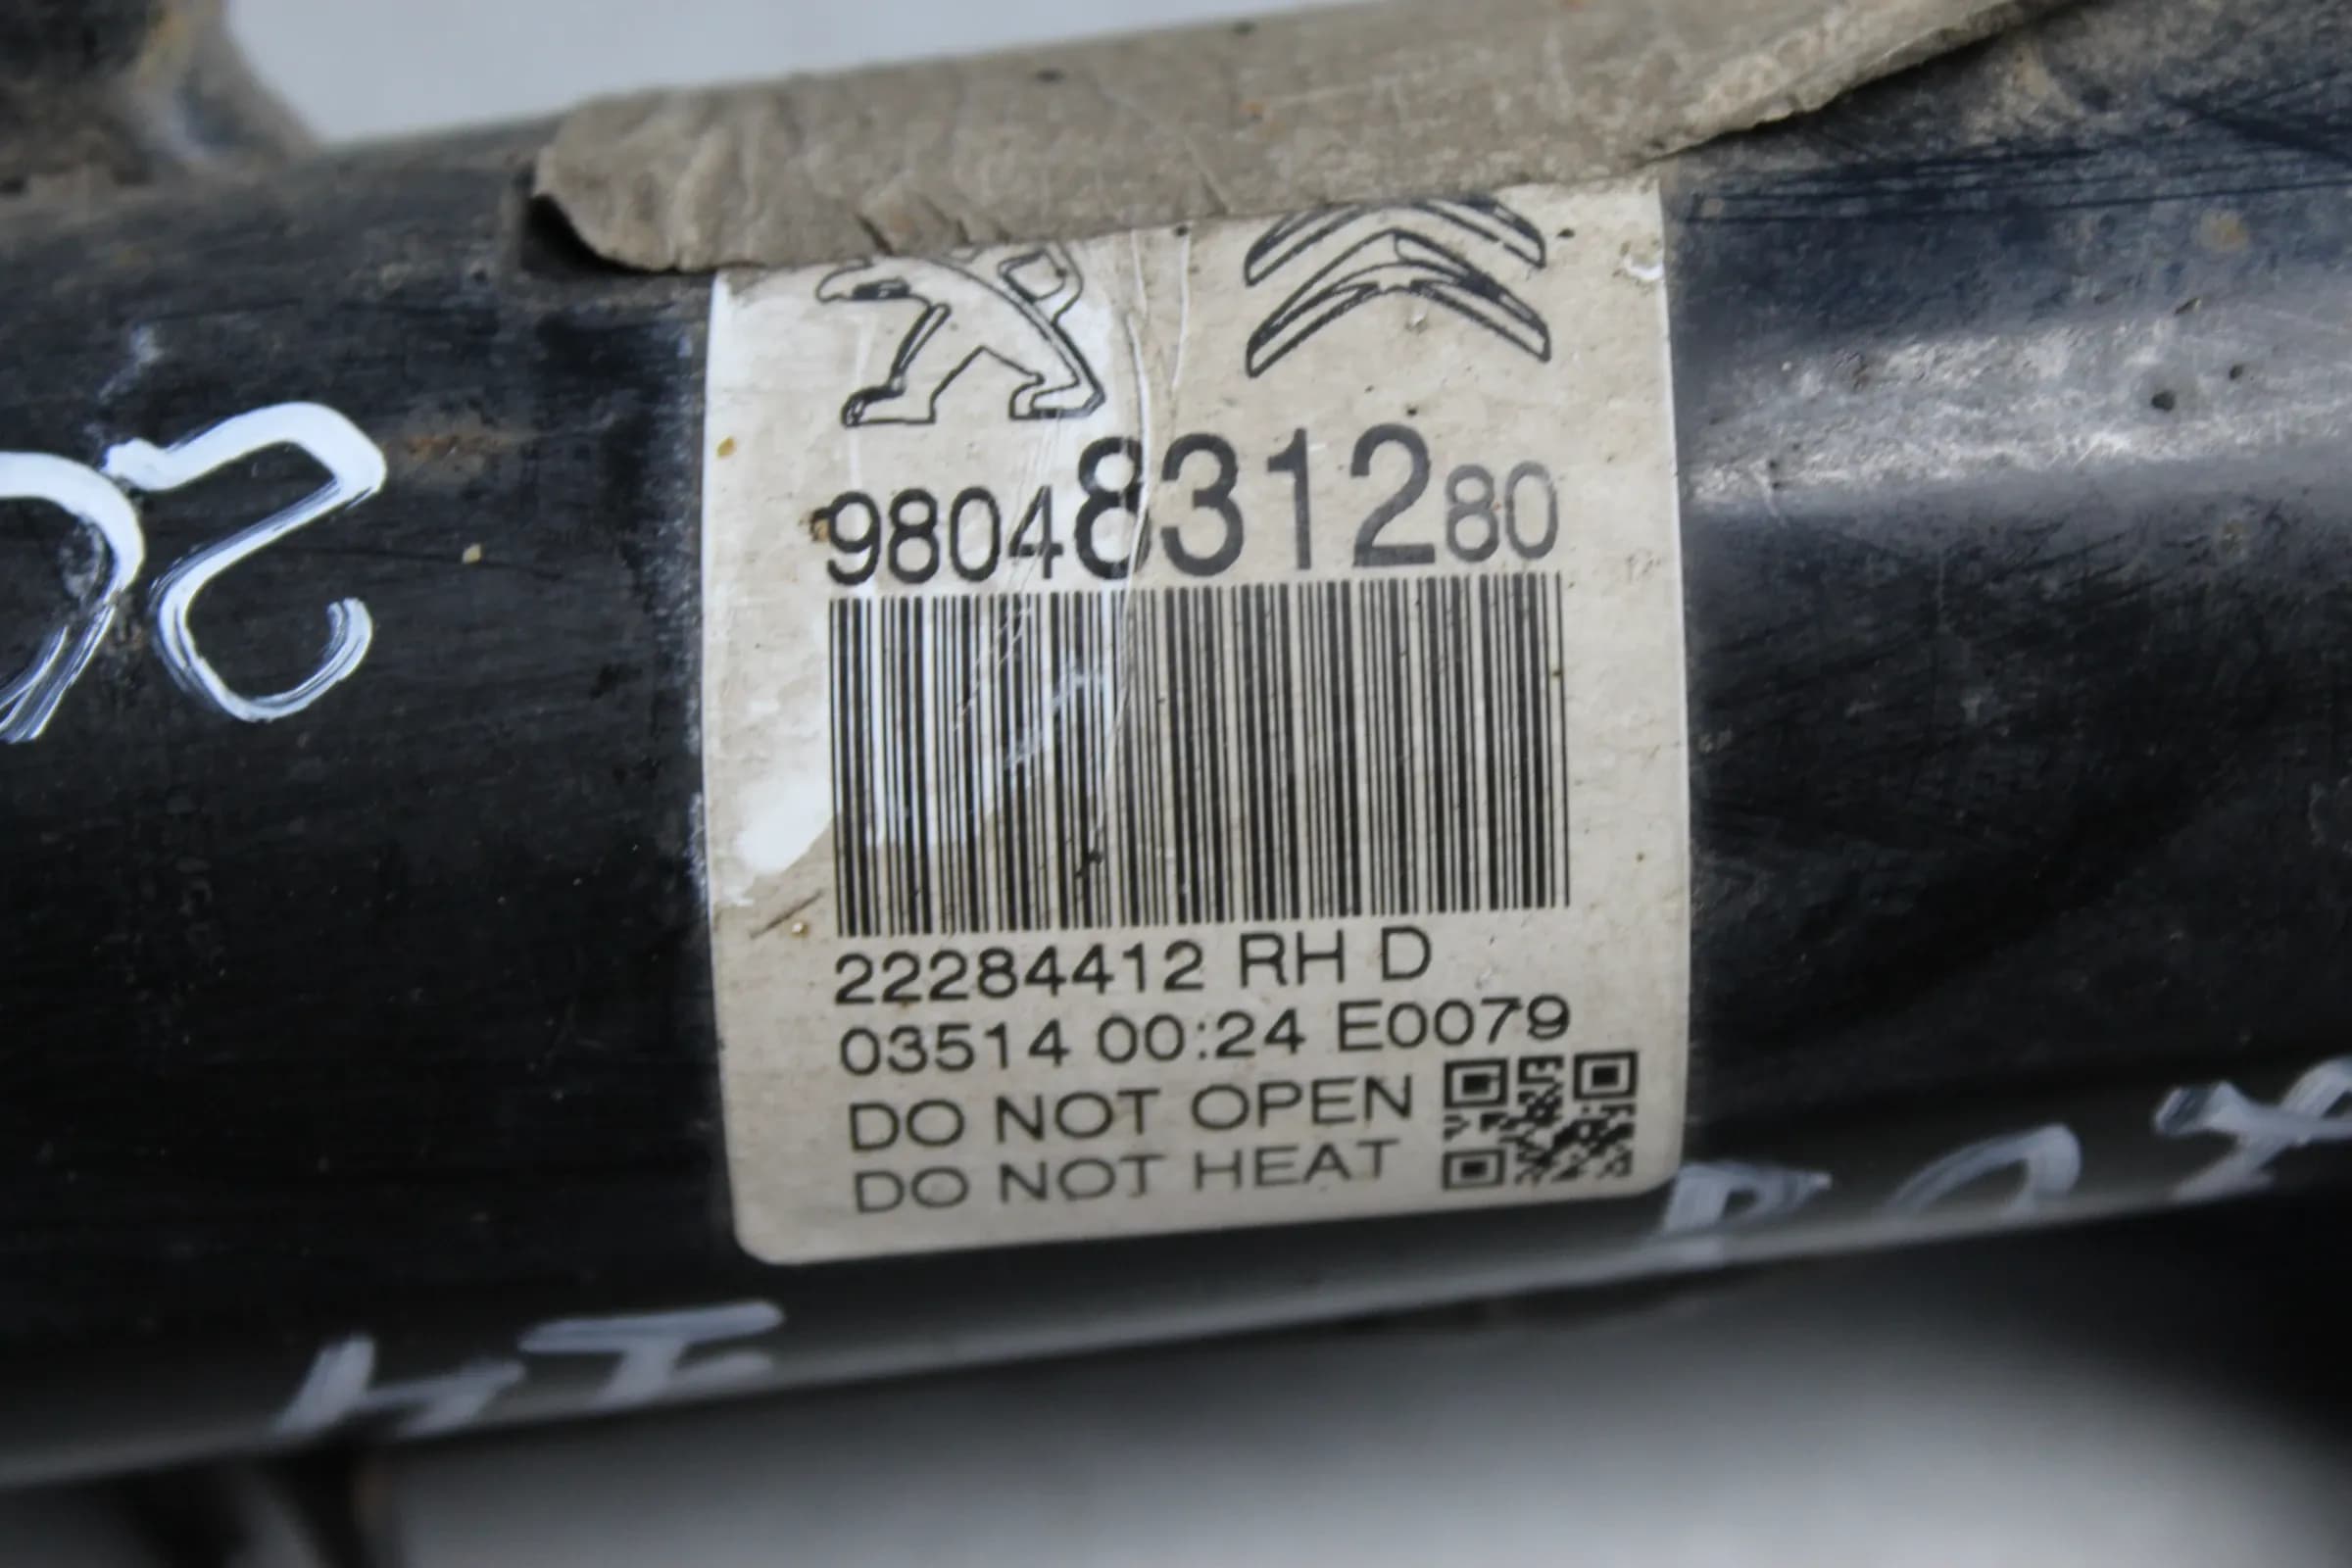 9804831280
22284412 RH D
03514 00:24 E0079
DO NOT OPEN
DO NOT HEAT